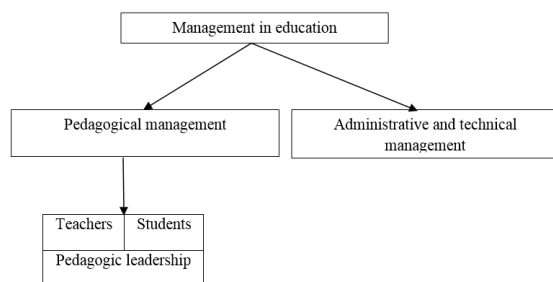 Management in education
Pedagogical management
Administrative and technical
management
Teachers
Students
Pedagogic leadership